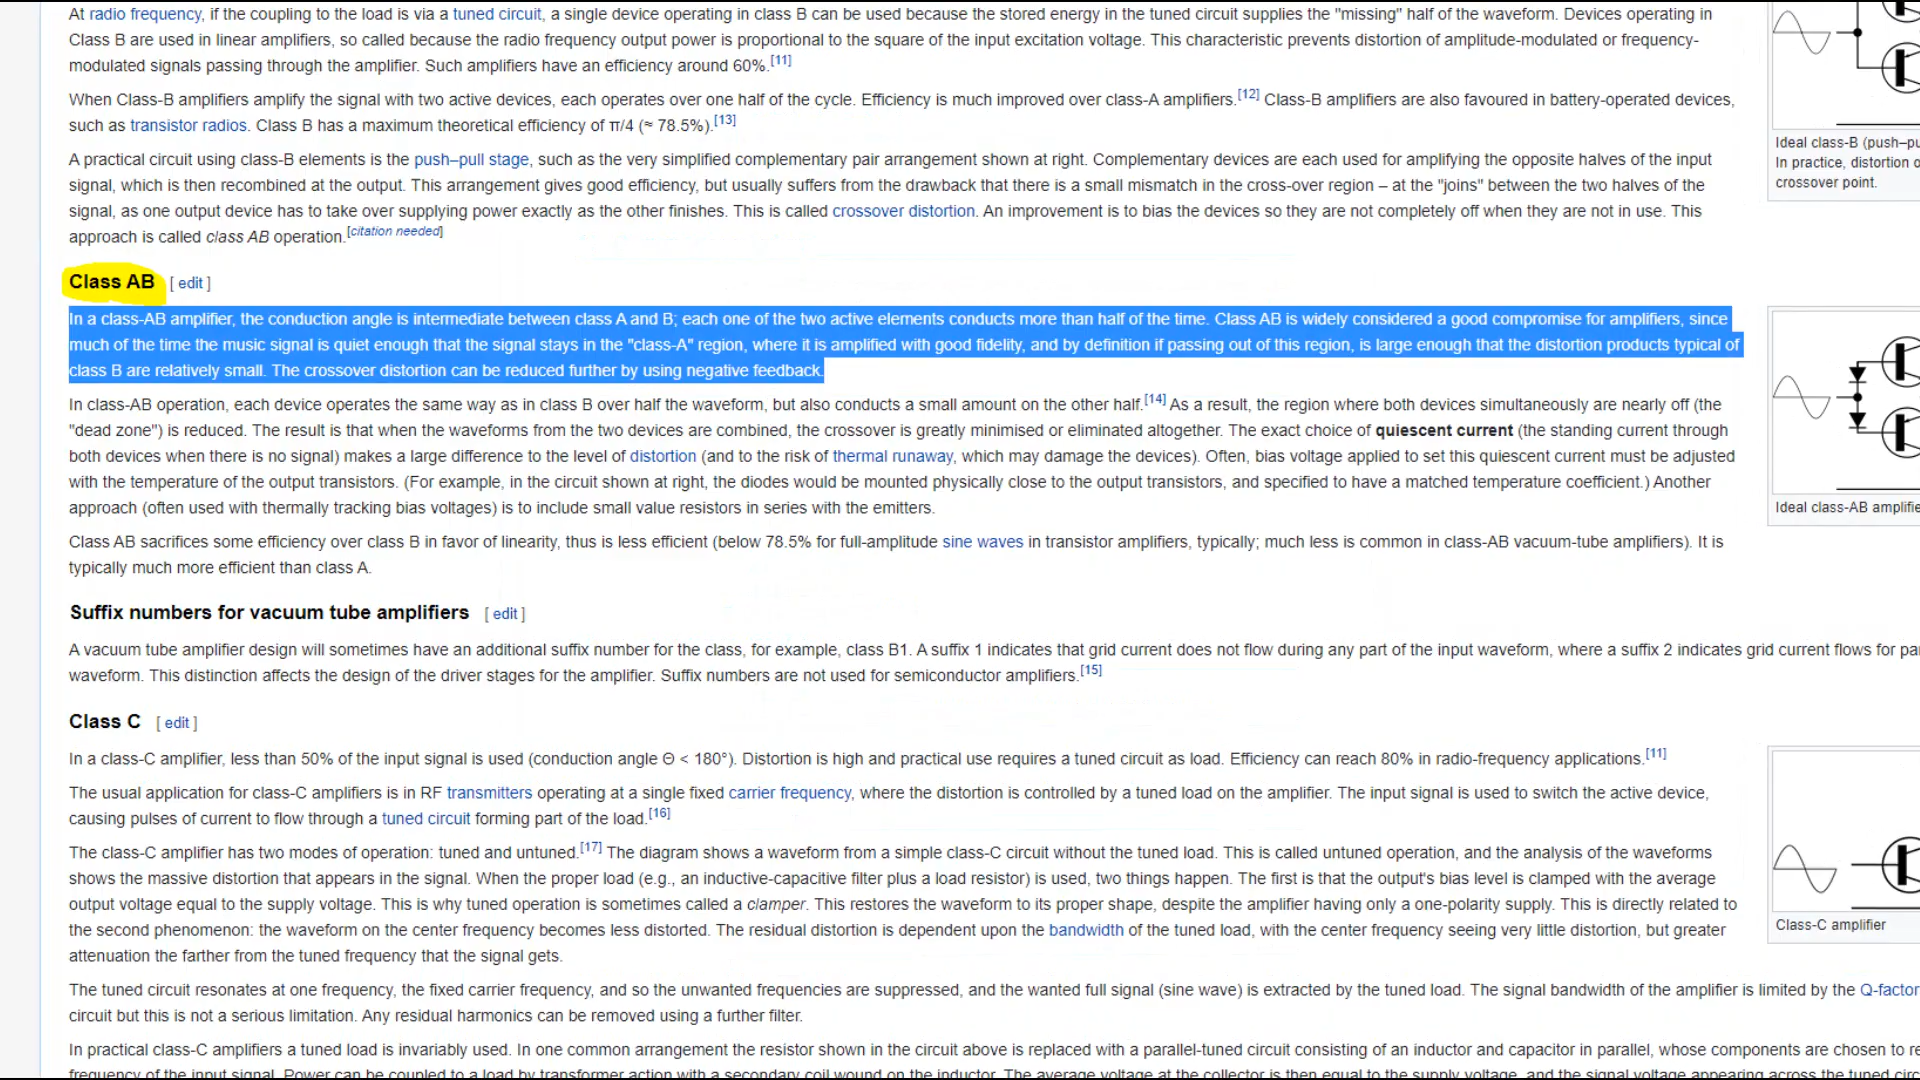 At radio frequency, if the coupling to the load is via a tuned circuit, a single device operating in class B can be used because the stored energy in the tuned circuit supplies the "missing" half of the waveform. Devices operating in
Class B are used in linear amplifiers, so called because the radio frequency output power is proportional to the square of the input excitation voltage. This characteristic prevents distortion of amplitude-modulated or frequency-
modulated signals passing through the amplifier. Such amplifiers have an efficiency around 60%.[11]
When Class-B amplifiers amplify the signal with two active devices, each operates over one half of the cycle. Efficiency is much improved over class-A amplifiers.[12] Class-B amplifiers are also favoured in battery-operated devices,
such as transistor radios. Class B has a maximum theoretical efficiency of π/4 (≈ 78.5%).[13]
Ideal class-B (push–pu
In practice, distortion o
crossover point.
A practical circuit using class-B elements is the push–pull stage, such as the very simplified complementary pair arrangement shown at right. Complementary devices are each used for amplifying the opposite halves of the input
signal, which is then recombined at the output. This arrangement gives good efficiency, but usually suffers from the drawback that there is a small mismatch in the cross-over region – at the "joins" between the two halves of the
signal, as one output device has to take over supplying power exactly as the other finishes. This is called crossover distortion. An improvement is to bias the devices so they are not completely off when they are not in use. This
approach is called class AB operation.[citation needed]
Class AB [ edit ]
In a class-AB amplifier, the conduction angle is intermediate between class A and B; each one of the two active elements conducts more than half of the time. Class AB is widely considered a good compromise for amplifiers, since
much of the time the music signal is quiet enough that the signal stays in the "class-A" region, where it is amplified with good fidelity, and by definition if passing out of this region, is large enough that the distortion products typical of
class B are relatively small. The crossover distortion can be reduced further by using negative feedback.
In class-AB operation, each device operates the same way as in class B over half the waveform, but also conducts a small amount on the other half.[14] As a result, the region where both devices simultaneously are nearly off (the
"dead zone") is reduced. The result is that when the waveforms from the two devices are combined, the crossover is greatly minimised or eliminated altogether. The exact choice of quiescent current (the standing current through
both devices when there is no signal) makes a large difference to the level of distortion (and to the risk of thermal runaway, which may damage the devices). Often, bias voltage applied to set this quiescent current must be adjusted
with the temperature of the output transistors. (For example, in the circuit shown at right, the diodes would be mounted physically close to the output transistors, and specified to have a matched temperature coefficient.) Another
approach (often used with thermally tracking bias voltages) is to include small value resistors in series with the emitters.
Ideal class-AB amplifie
Class AB sacrifices some efficiency over class B in favor of linearity, thus is less efficient (below 78.5% for full-amplitude sine waves in transistor amplifiers, typically; much less is common in class-AB vacuum-tube amplifiers). It is
typically much more efficient than class A.
Suffix numbers for vacuum tube amplifiers [ edit ]
A vacuum tube amplifier design will sometimes have an additional suffix number for the class, for example, class B1. A suffix 1 indicates that grid current does not flow during any part of the input waveform, where a suffix 2 indicates grid current flows for pa
waveform. This distinction affects the design of the driver stages for the amplifier. Suffix numbers are not used for semiconductor amplifiers.[15]
Class C [ edit ]
In a class-C amplifier, less than 50% of the input signal is used (conduction angle Θ < 180°). Distortion is high and practical use requires a tuned circuit as load. Efficiency can reach 80% in radio-frequency applications.[11]
The usual application for class-C amplifiers is in RF transmitters operating at a single fixed carrier frequency, where the distortion is controlled by a tuned load on the amplifier. The input signal is used to switch the active device,
causing pulses of current to flow through a tuned circuit forming part of the load.[16]
The class-C amplifier has two modes of operation: tuned and untuned.[17] The diagram shows a waveform from a simple class-C circuit without the tuned load. This is called untuned operation, and the analysis of the waveforms
shows the massive distortion that appears in the signal. When the proper load (e.g., an inductive-capacitive filter plus a load resistor) is used, two things happen. The first is that the output's bias level is clamped with the average
output voltage equal to the supply voltage. This is why tuned operation is sometimes called a clamper. This restores the waveform to its proper shape, despite the amplifier having only a one-polarity supply. This is directly related to
the second phenomenon: the waveform on the center frequency becomes less distorted. The residual distortion is dependent upon the bandwidth of the tuned load, with the center frequency seeing very little distortion, but greater
attenuation the farther from the tuned frequency that the signal gets.
Class-C amplifier
The tuned circuit resonates at one frequency, the fixed carrier frequency, and so the unwanted frequencies are suppressed, and the wanted full signal (sine wave) is extracted by the tuned load. The signal bandwidth of the amplifier is limited by the Q-factor
circuit but this is not a serious limitation. Any residual harmonics can be removed using a further filter.
In practical class-C amplifiers a tuned load is invariably used. In one common arrangement the resistor shown in the circuit above is replaced with a parallel-tuned circuit consisting of an inductor and capacitor in parallel, whose components are chosen to re
frequency of the input signal. Power can be coupled to a load by transformer action with a secondary coil wound on the inductor. The average voltage at the collector is then equal to the supply voltage, and the signal voltage appearing across the tuned circ